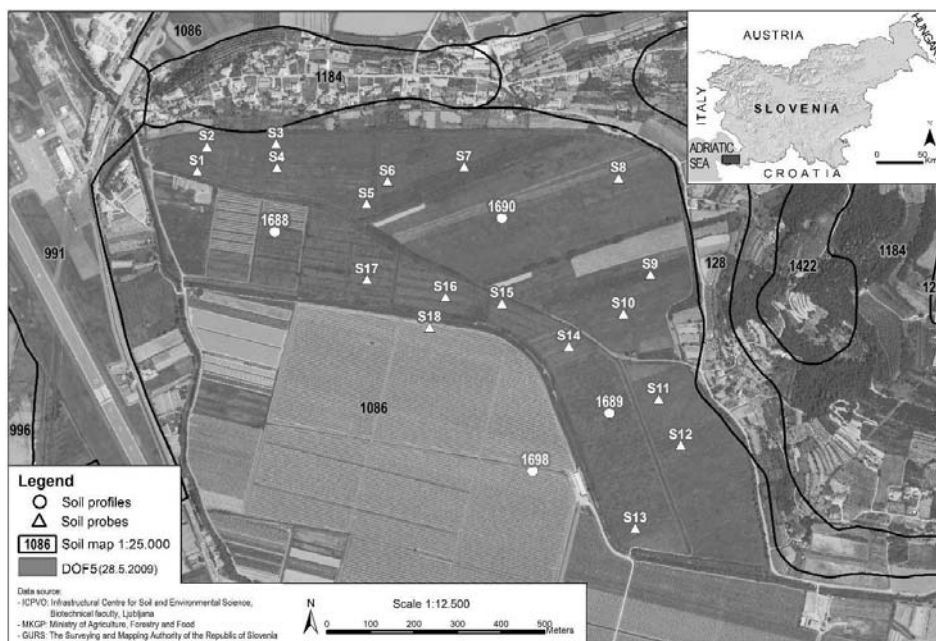 1086
1184
S2
S3
S1
S4
S6
S7
S8
S5
1688
1690
991
S17
S16
S15
S9
128
1422
1184
12
S10
S18
S14
S11
1689
1086
S12
996
1698
S13
AUSTRIA
HUNGARY
ITALY
SLOVENIA
ADRIATIC
SEA
CROATIA
0 50
Km
Legend
Soil profiles
Soil probes
1086 Soil map 1:25.000
DOF5(28.5.2009)
Data source:
- ICPVO: Infrastructural Centre for Soil and Environmental Science,
Biotechnical faculty, Ljubljana
- MKGP: Ministry of Agriculture, Forestry and Food
- GURS: The Surveying and Mapping Authority of the Republic of Slovenia
N
Scale 1:12.500
0 100 200 300 400 500
Meters